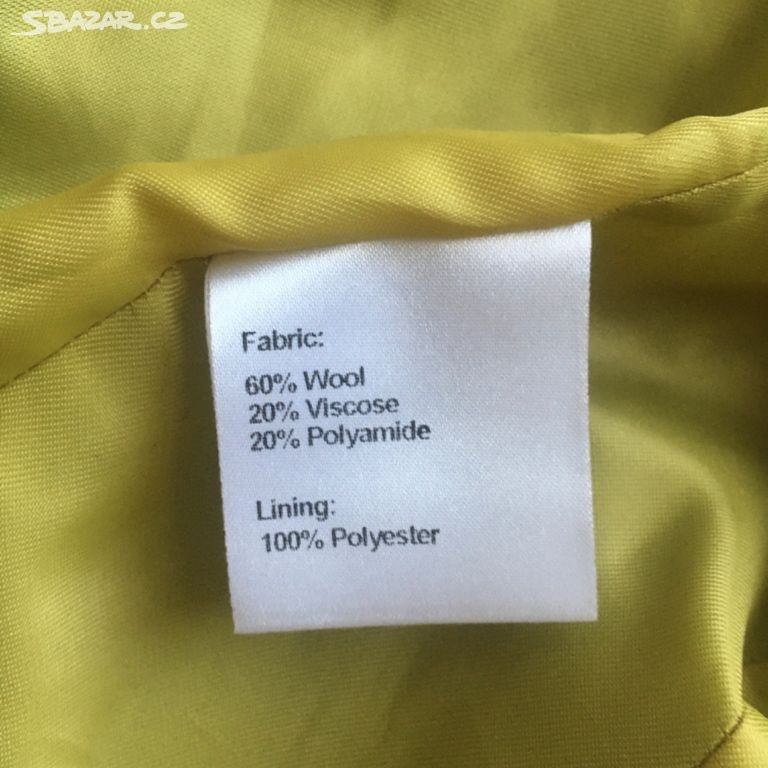 SBAZAR.CZ
Fabric:
60% Wool
20% Viscose
20% Polyamide
Lining:
100% Polyester